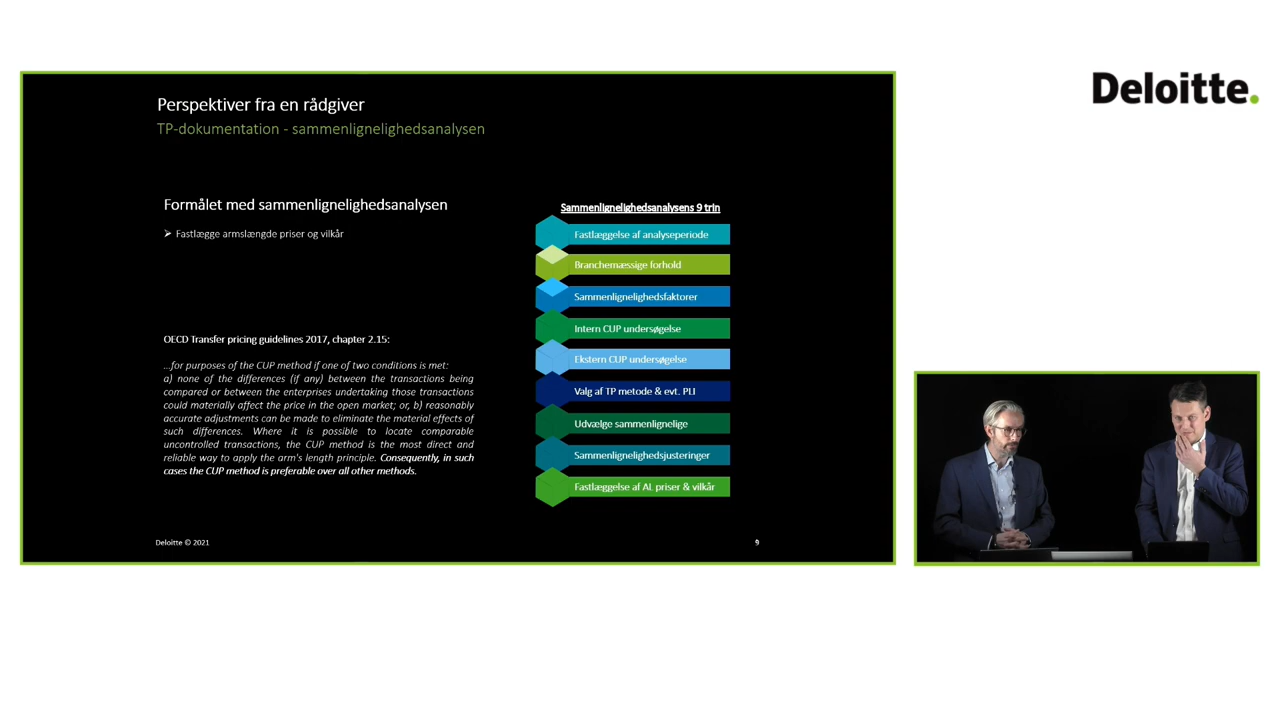 Perspektiver fra en rådgiver
TP-dokumentation - sammenlignelighedsanalysen
Formålet med sammenlignelighedsanalysen
➢ Fastlægge armslængde priser og vilkår
OECD Transfer pricing guidelines 2017, chapter 2.15:
...for purposes of the CUP method if one of two conditions is met:
a) none of the differences (if any) between the transactions being
compared or between the enterprises undertaking those transactions
could materially affect the price in the open market; or, b) reasonably
accurate adjustments can be made to eliminate the material effects of
such differences. Where it is possible to locate comparable
uncontrolled transactions, the CUP method is the most direct and
reliable way to apply the arm's length principle. Consequently, in such
cases the CUP method is preferable over all other methods.
Sammenlignelighedsanalysens 9 trin
Fastlæggelse af analyseperiode
Branchemæssige forhold
Sammenlignelighedsfaktorer
Intern CUP undersøgelse
Ekstern CUP undersøgelse
Valg af TP metode & evt. PLI
Udvælge sammenlignelige
Sammenlignelighedsjusteringer
Fastlæggelse af AL priser & vilkår
Deloitte © 2021
9
Deloitte.